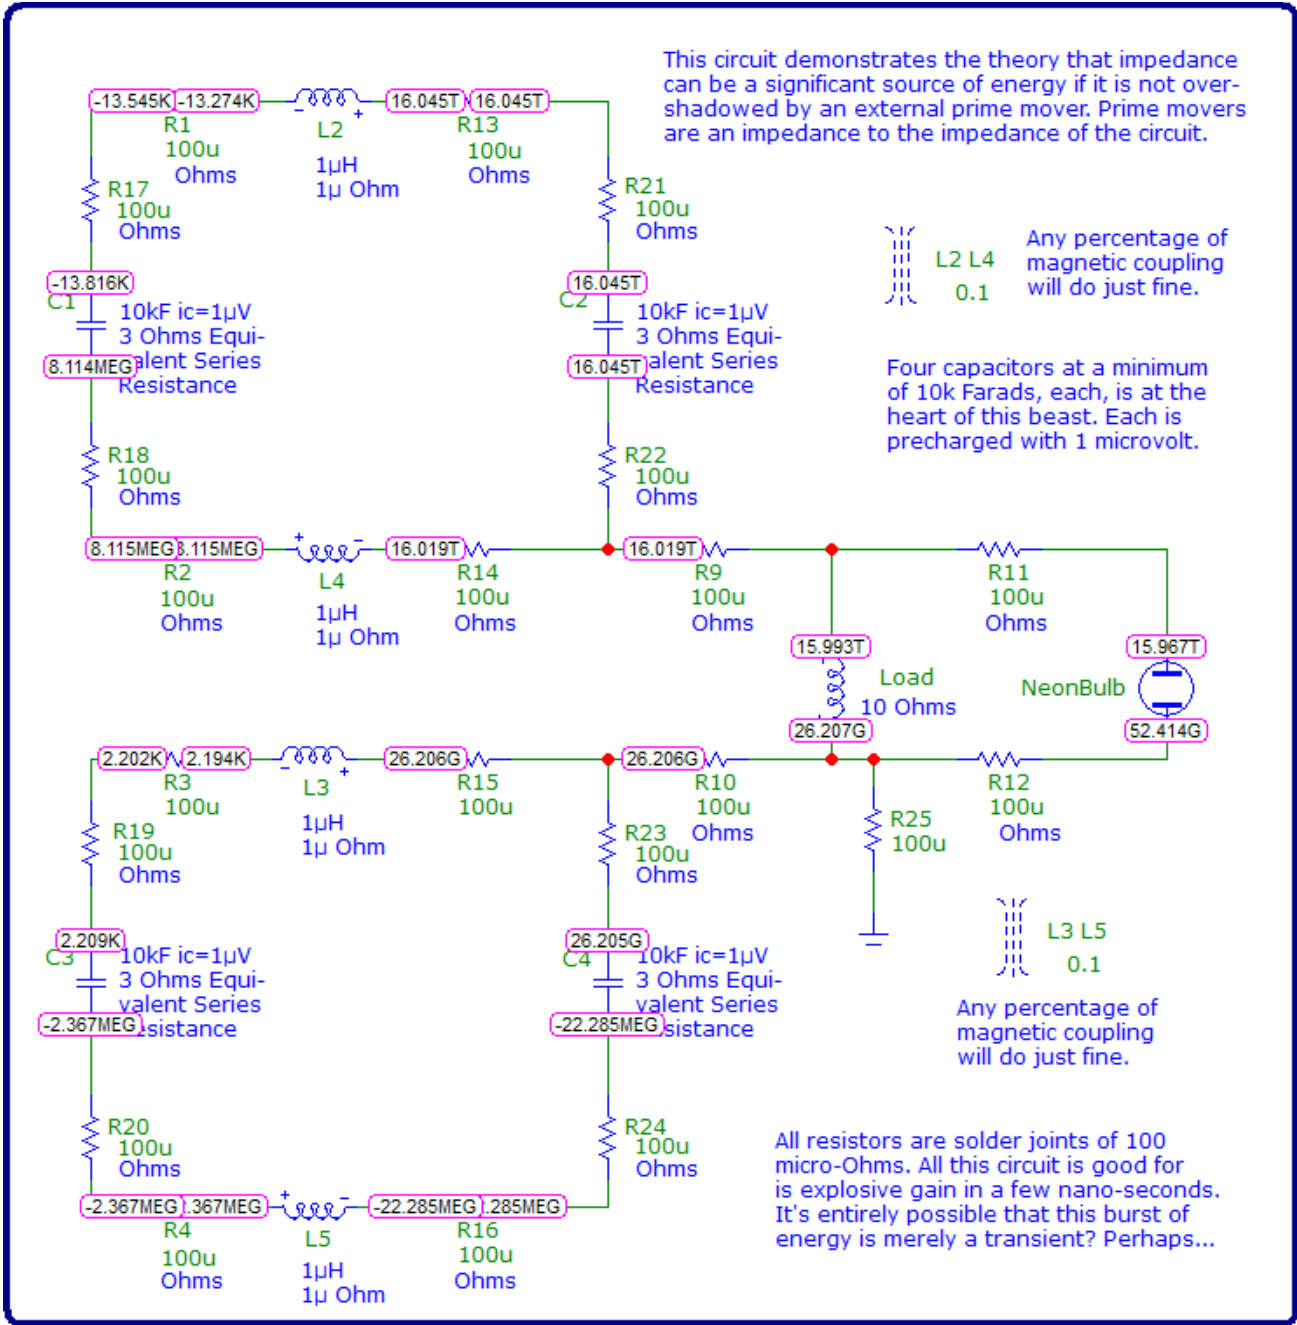 This circuit demonstrates the theory that impedance
can be a significant source of energy if it is not over-
shadowed by an external prime mover. Prime movers
are an impedance to the impedance of the circuit.
-13.545K
-13.274K
16.045T
16.045T
R1
100u
Ohms
L2
1µH
1µ Ohm
R13
100u
Ohms
R17
100u
Ohms
R21
100u
Ohms
L2 L4
0.1
Any percentage of
magnetic coupling
will do just fine.
-13.816K
C1
10kF ic=1µV
3 Ohms Equi-
alent Series
Resistance
8.114MEG
16.045T
C2
10kF ic=1µV
3 Ohms Equi-
alent Series
Resistance
16.045T
Four capacitors at a minimum
of 10k Farads, each, is at the
heart of this beast. Each is
precharged with 1 microvolt.
R18
100u
Ohms
R22
100u
Ohms
8.115MEG
.115MEG
16.019T
16.019T
R2
100u
Ohms
L4
1µH
1µ Ohm
R14
100u
Ohms
R9
100u
Ohms
R11
100u
Ohms
15.993T
Load
10 Ohms
26.207G
15.967T
NeonBulb
52.414G
2.202K
2.194K
26.206G
26.206G
R3
100u
L3
1µH
1µ Ohm
R15
100u
R10
100u
Ohms
R12
100u
Ohms
R19
100u
Ohms
R23
100u
Ohms
R25
100u
2.209K
C3
10kF ic=1µV
3 Ohms Equi-
valent Series
esistance
-2.367MEG
26.205G
C4
10kF ic=1µV
3 Ohms Equi-
valent Series
sistance
-22.285MEG
L3 L5
0.1
Any percentage of
magnetic coupling
will do just fine.
R20
100u
Ohms
R24
100u
Ohms
-2.367MEG
.367MEG
-22.285MEG
.285MEG
R4
100u
Ohms
L5
1µH
1µ Ohm
R16
100u
Ohms
All resistors are solder joints of 100
micro-Ohms. All this circuit is good for
is explosive gain in a few nano-seconds.
It's entirely possible that this burst of
energy is merely a transient? Perhaps...